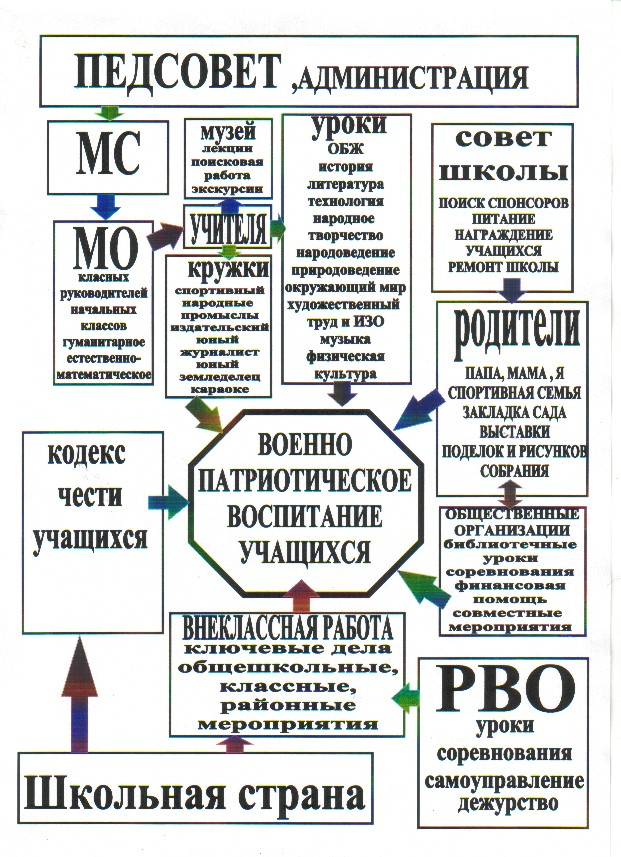 ПЕДСОВЕТ ,АДМИНИСТРАЦИЯ
МС
музей
лекции
поисковая
работа
экскурсии
уроки
ОБЖ
история
литература
технология
народное
творчество
народоведение
природоведение
окружающий мир
художественный
труд и ИЗО
музыка
физическая
культура
совет
школы
ПОИСК СПОНСОРОВ
ПИТАНИЕ
НАГРАЖДЕНИЕ
УЧАЩИХСЯ
РЕМОНТ ШКОЛЫ
МО
класных
руководителей
начальных
классов
гуманитарное
естественно-
математическое
УЧИТЕЛЯ
кружки
спортивный
народные
промыслы
издательский
юный
журналист
юный
земледелец
караоке
родители
ПАПА, МАМА , Я
СПОРТИВНАЯ СЕМЬЯ
ЗАКЛАДКА САДА
ВЫСТАВКИ
ПОДЕЛОК И РИСУНКОВ
СОБРАНИЯ
кодекс
чести
учащихся
ВОЕННО
ПАТРИОТИЧЕСКОЕ
ВОСПИТАНИЕ
УЧАЩИХСЯ
ОБЩЕСТВЕННЫЕ
ОРГАНИЗАЦИИ
библиотечные
уроки
соревнования
финансовая
помощь
совместные
мероприятия
ВНЕКЛАССНАЯ РАБОТА
ключевые дела
общешкольные,
классные,
районные
мероприятия
РВО
уроки
соревнования
самоуправление
дежурство
Школьная страна